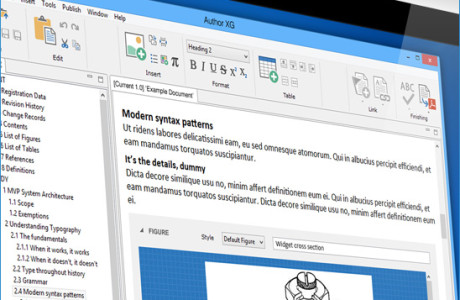 Author XG
Insert Tools Publish Window Help
Heading 2
B I U S X² X₂
Edit
Insert
Format
Table
Link
ABC
Finishing
[Current 1.0] 'Example Document'
Registration Data
Revision History
Change Records
Contents
List of Figures
List of Tables
References
Definitions
1 MVP System Architecture
1.1 Scope
1.2 Exemptions
2 Understanding Typography
2.1 The fundamentals
2.1.1 When it works, it works
2.1.2 When it doesn't, it doesn't
2.2 Type throughout history
2.3 Grammar
2.4 Modern syntax patterns
Modern syntax patterns
Ut ridens labores delicatissimi eam, eu sed omnesque atomorum. Qui in albucius percipit efficiendi, et
eam mandamus torquatos suscipiantur.
It's the details, dummy
Dicta decore similique usu no, minim affert definitionem eum ei. Qui in albucius percipit efficiendi, et
eam mandamus torquatos suscipiantur. Dicta decore similique usu no, minim affert definitionem eum
ei.
FIGURE
Style
Default Figure
Widget cross section